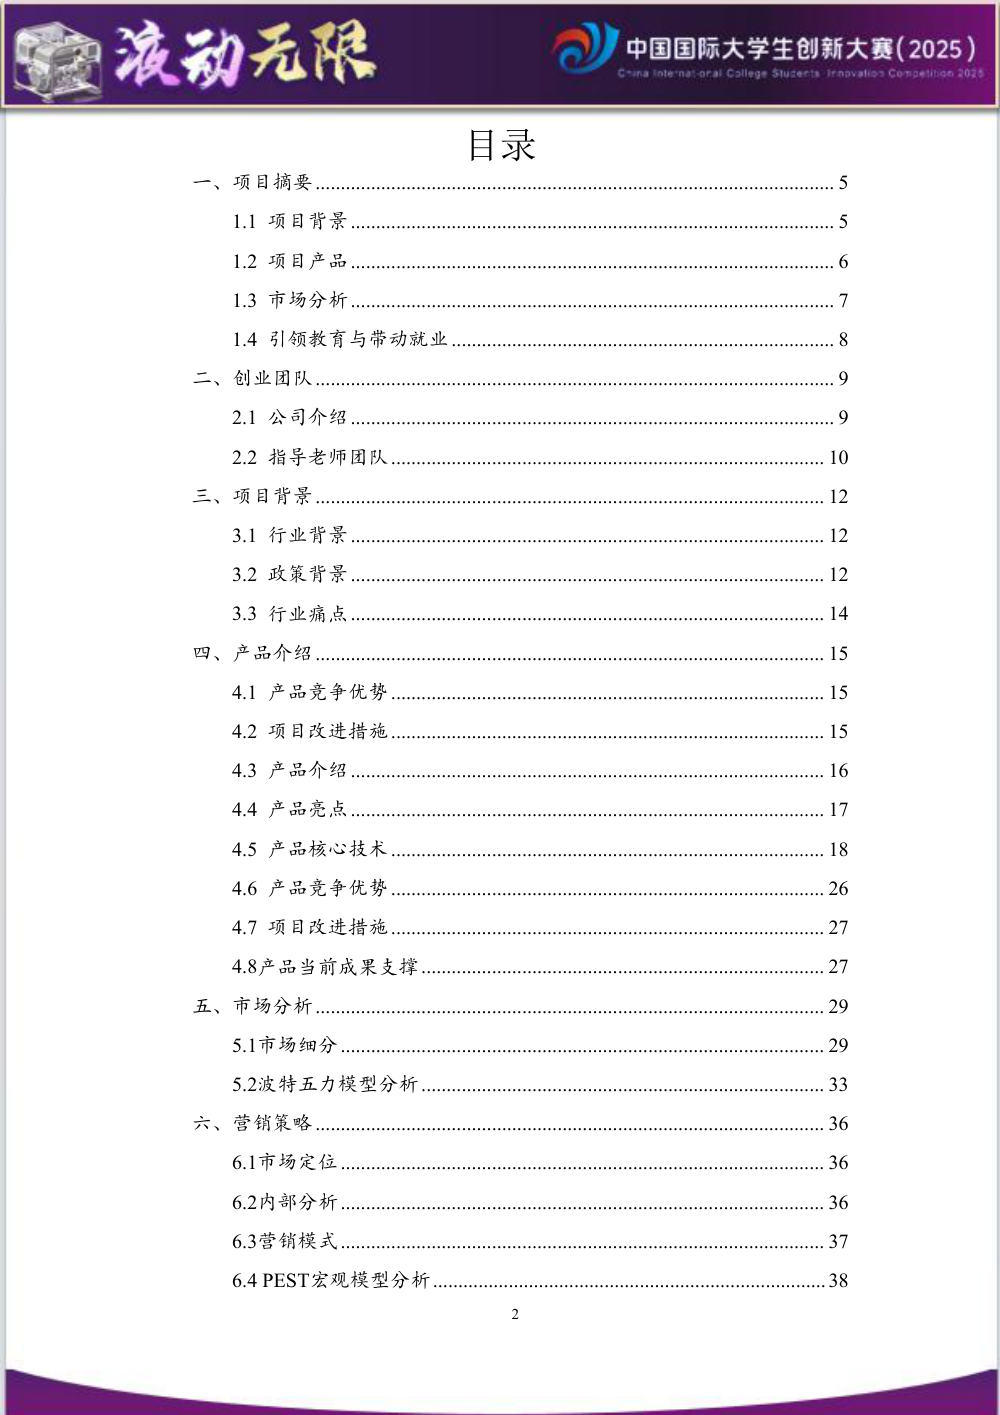 液动无限
中国国际大学生创新大赛(2025)
China International College Students' Innovation Competition 2025
目录
一、项目摘要........ 5
1.1 项目背景........ 5
1.2 项目产品........ 6
1.3 市场分析........ 7
1.4 引领教育与带动就业........ 8
二、创业团队........ 9
2.1 公司介绍........ 9
2.2 指导老师团队........ 10
三、项目背景........ 12
3.1 行业背景........ 12
3.2 政策背景........ 12
3.3 行业痛点........ 14
四、产品介绍........ 15
4.1 产品竞争优势........ 15
4.2 项目改进措施........ 15
4.3 产品介绍........ 16
4.4 产品亮点........ 17
4.5 产品核心技术........ 18
4.6 产品竞争优势........ 26
4.7 项目改进措施........ 27
4.8产品当前成果支撑........ 27
五、市场分析........ 29
5.1市场细分........ 29
5.2波特五力模型分析........ 33
六、营销策略........ 36
6.1市场定位........ 36
6.2内部分析........ 36
6.3营销模式........ 37
6.4 PEST宏观模型分析........ 38
2